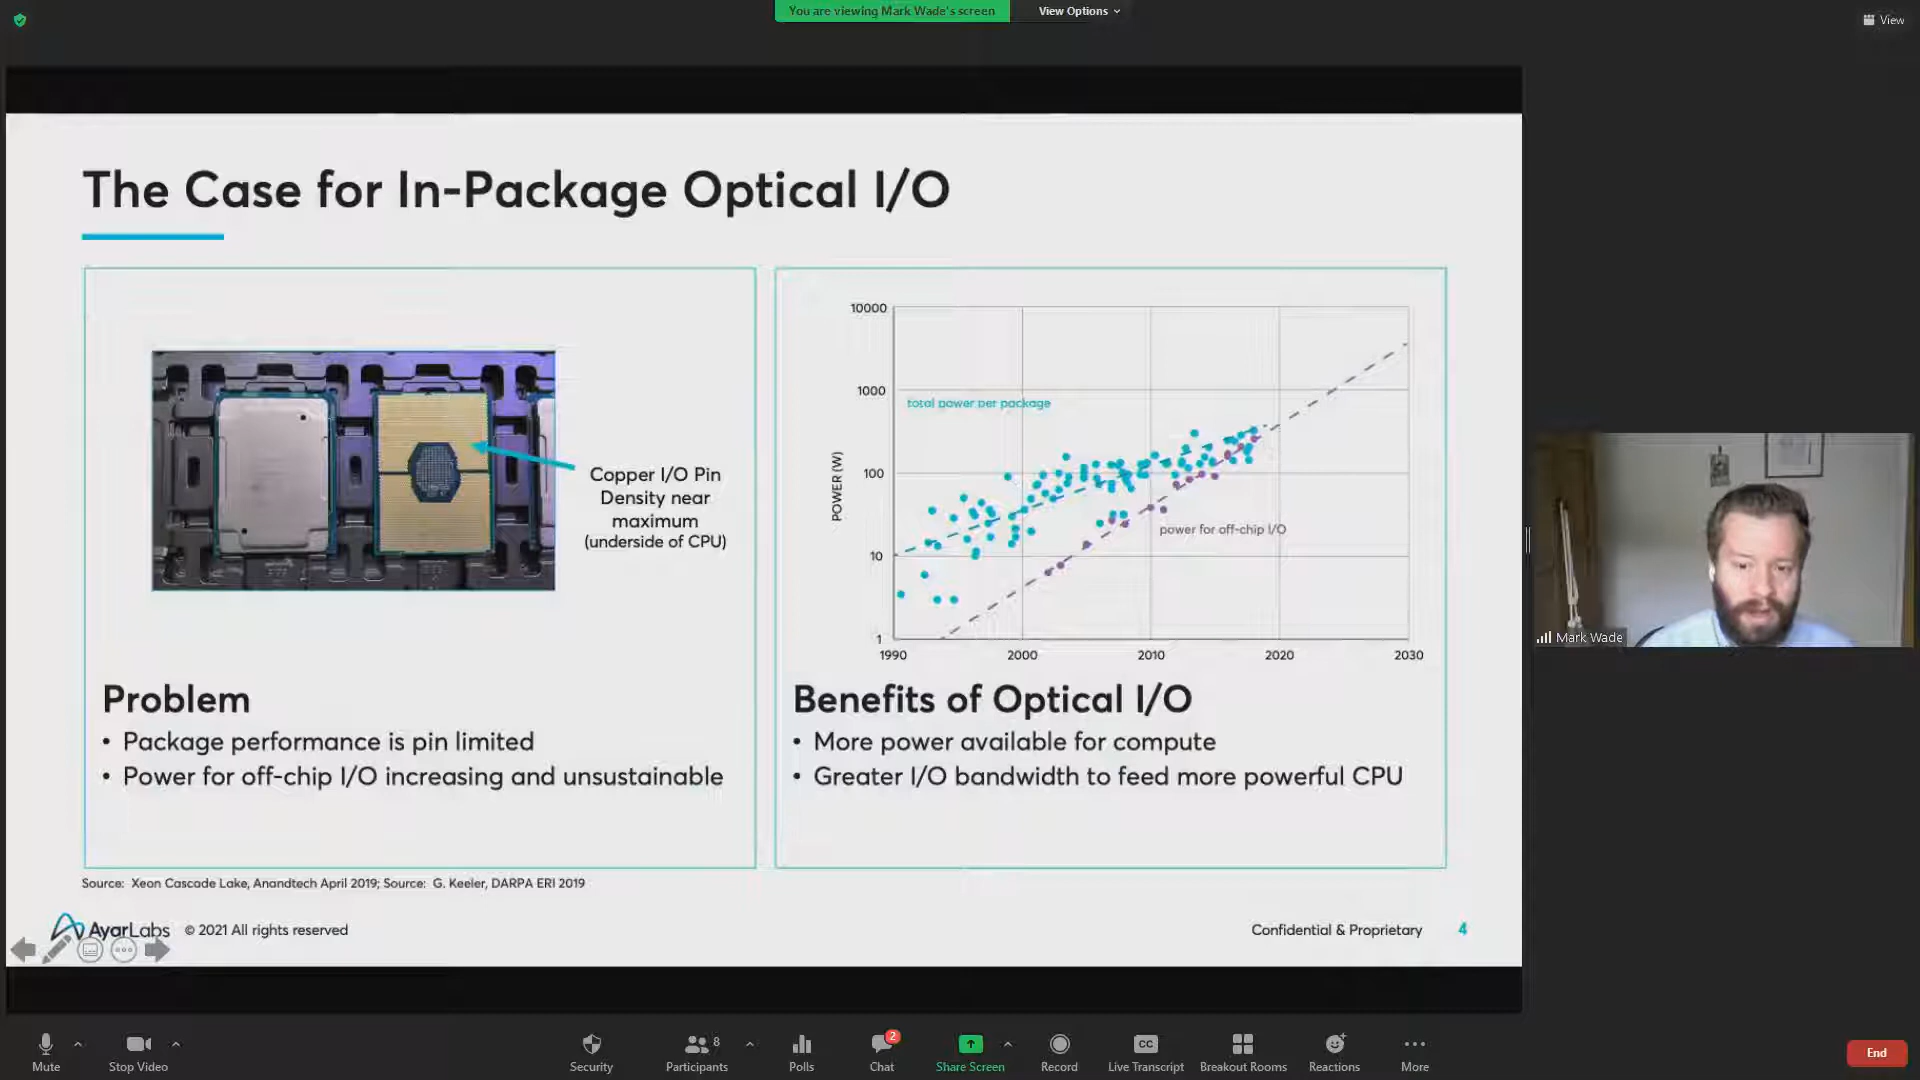 You are viewing Mark Wade's screen
View Options
View
The Case for In-Package Optical I/O
Copper I/O Pin
Density near
maximum
(underside of CPU)
Problem
• Package performance is pin limited
• Power for off-chip I/O increasing and unsustainable
10000
1000
100
10
1
POWER (W)
total power per package
power for off-chip I/O
1990
2000
2010
2020
2030
Benefits of Optical I/O
• More power available for compute
• Greater I/O bandwidth to feed more powerful CPU
Source: Xeon Cascade Lake, Anandtech April 2019; Source: G. Keeler, DARPA ERI 2019
AyarLabs
© 2021 All rights reserved
Confidential & Proprietary
4
Mark Wade
Mute
Stop Video
Security
8
Participants
Polls
2
Chat
Share Screen
Record
CC
Live Transcript
Breakout Rooms
Reactions
More
End